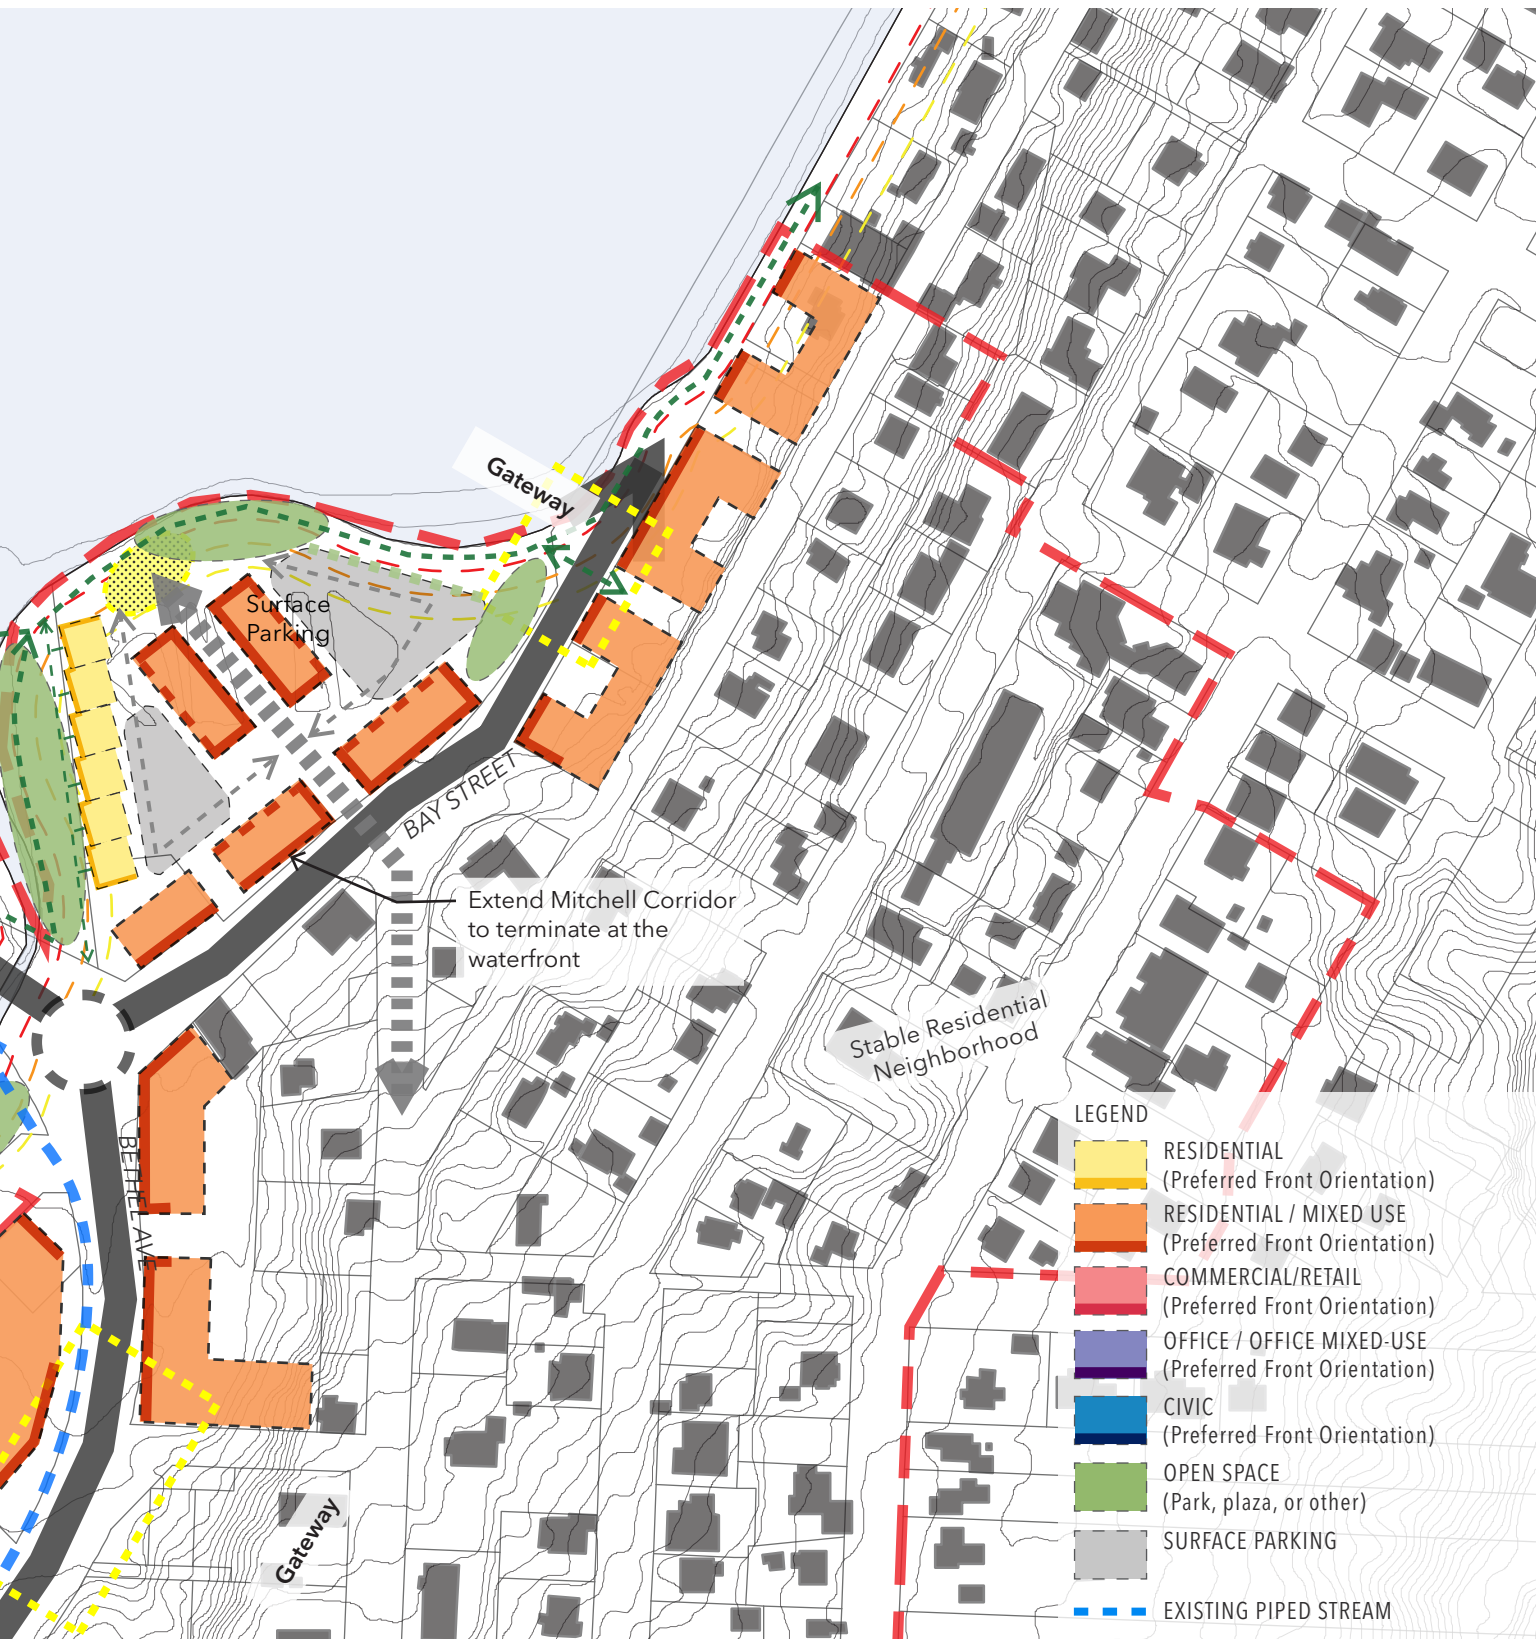 Gateway
Surface
Parking
BAY STREET
Extend Mitchell Corridor
to terminate at the
waterfront
Stable Residential
Neighborhood
BETHEL AVE
Gateway
LEGEND
RESIDENTIAL
(Preferred Front Orientation)
RESIDENTIAL / MIXED USE
(Preferred Front Orientation)
COMMERCIAL/RETAIL
(Preferred Front Orientation)
OFFICE / OFFICE MIXED-USE
(Preferred Front Orientation)
CIVIC
(Preferred Front Orientation)
OPEN SPACE
(Park, plaza, or other)
SURFACE PARKING
EXISTING PIPED STREAM